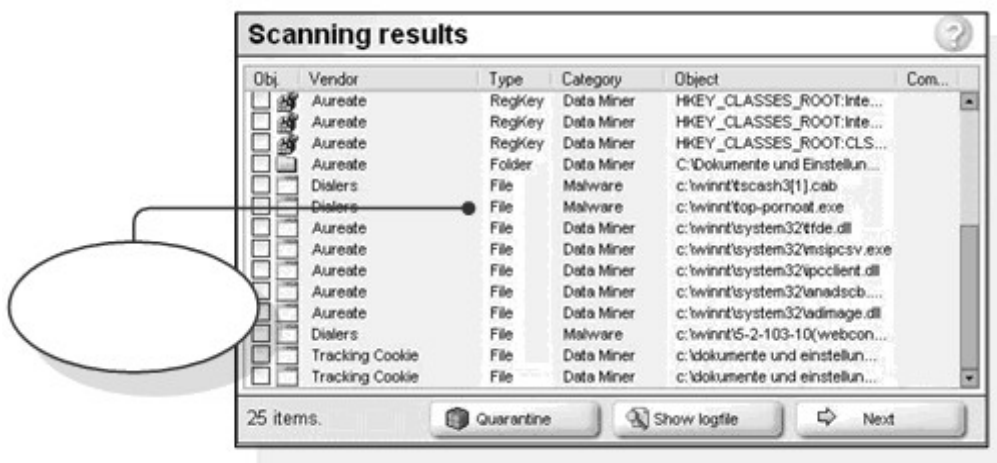 Scanning results
Obj. Vendor Type Category Object Com...
Aureate RegKey Data Miner HKEY_CLASSES_ROOT:Inte...
Aureate RegKey Data Miner HKEY_CLASSES_ROOT:Inte...
Aureate RegKey Data Miner HKEY_CLASSES_ROOT:CLS...
Aureate Folder Data Miner C:\Dokumente und Einstellun...
Dialers File Malware c:\winnt\tscash3[1].cab
Dialers File Malware c:\winnt\top-pornoat.exe
Aureate File Data Miner c:\winnt\system32\tfde.dll
Aureate File Data Miner c:\winnt\system32\msipcsv.exe
Aureate File Data Miner c:\winnt\system32\ipcclient.dll
Aureate File Data Miner c:\winnt\system32\anadscb....
Aureate File Data Miner c:\winnt\system32\adimage.dll
Dialers File Malware c:\winnt\5-2-103-10(webcon...
Tracking Cookie File Data Miner c:\dokumente und einstellun...
Tracking Cookie File Data Miner c:\dokumente und einstellun...
25 items. Quarantine Show logfile Next